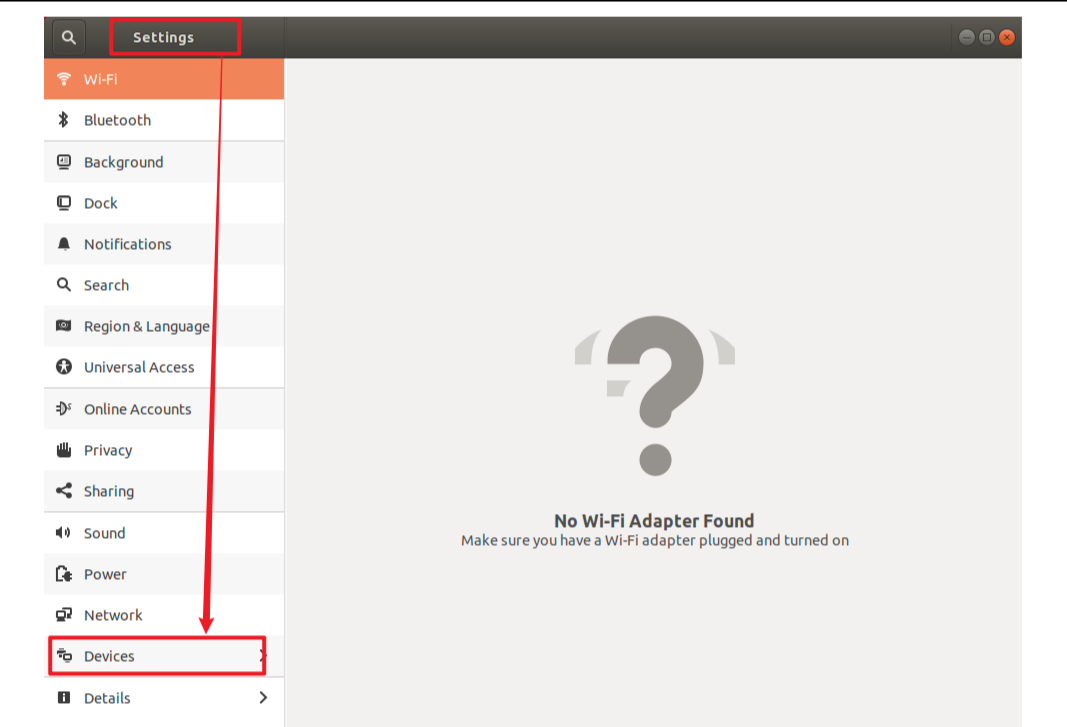 Settings
Wi-Fi
Bluetooth
Background
Dock
Notifications
Search
Region & Language
Universal Access
Online Accounts
Privacy
Sharing
Sound
Power
Network
Devices
Details
No Wi-Fi Adapter Found
Make sure you have a Wi-Fi adapter plugged and turned on